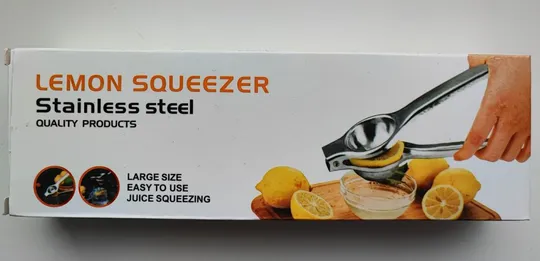 LEMON SQUEEZER
Stainless steel
QUALITY PRODUCTS
LARGE SIZE
EASY TO USE
JUICE SQUEEZING